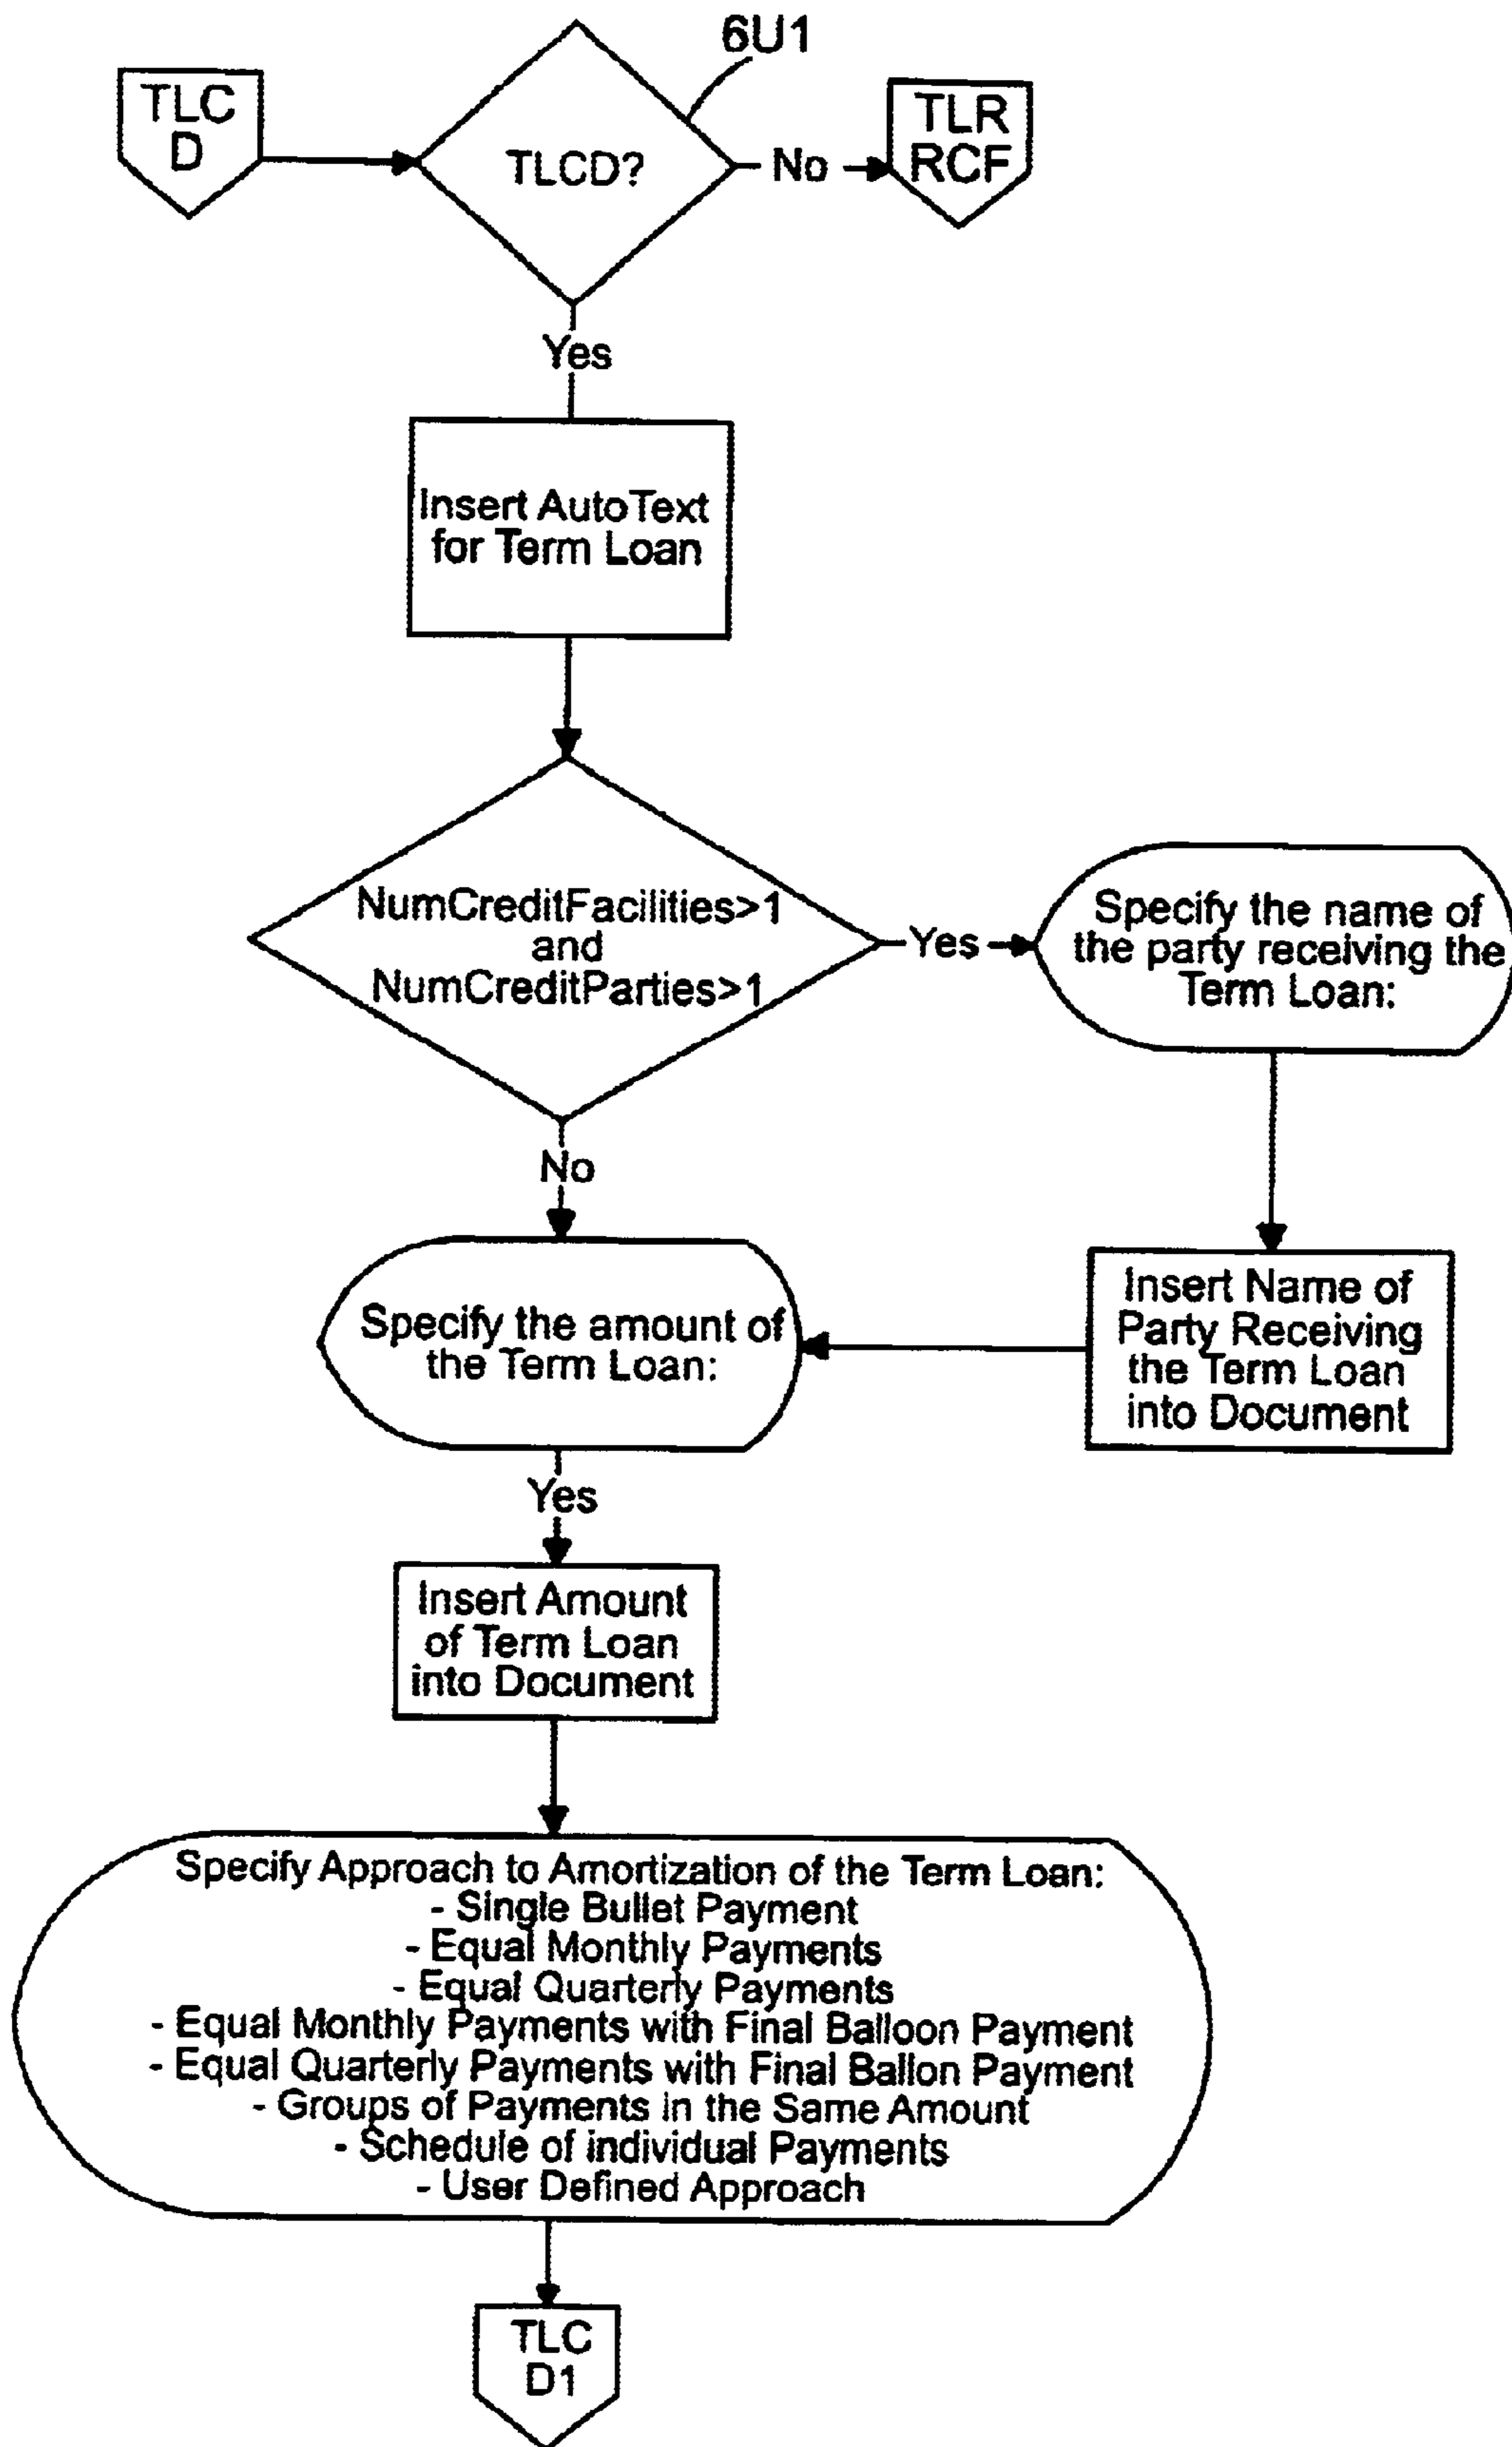 6U1
TLC
D
TLCD?
No
TLR
RCF
Yes
Insert AutoText
for Term Loan
NumCreditFacilities>1
and
NumCreditParties>1
Yes
Specify the name of
the party receiving the
Term Loan:
No
Insert Name of
Party Receiving
the Term Loan
into Document
Specify the amount of
the Term Loan:
Yes
Insert Amount
of Term Loan
into Document
Specify Approach to Amortization of the Term Loan:
- Single Bullet Payment
- Equal Monthly Payments
- Equal Quarterly Payments
- Equal Monthly Payments with Final Balloon Payment
- Equal Quarterly Payments with Final Ballon Payment
- Groups of Payments in the Same Amount
- Schedule of individual Payments
- User Defined Approach
TLC
D1